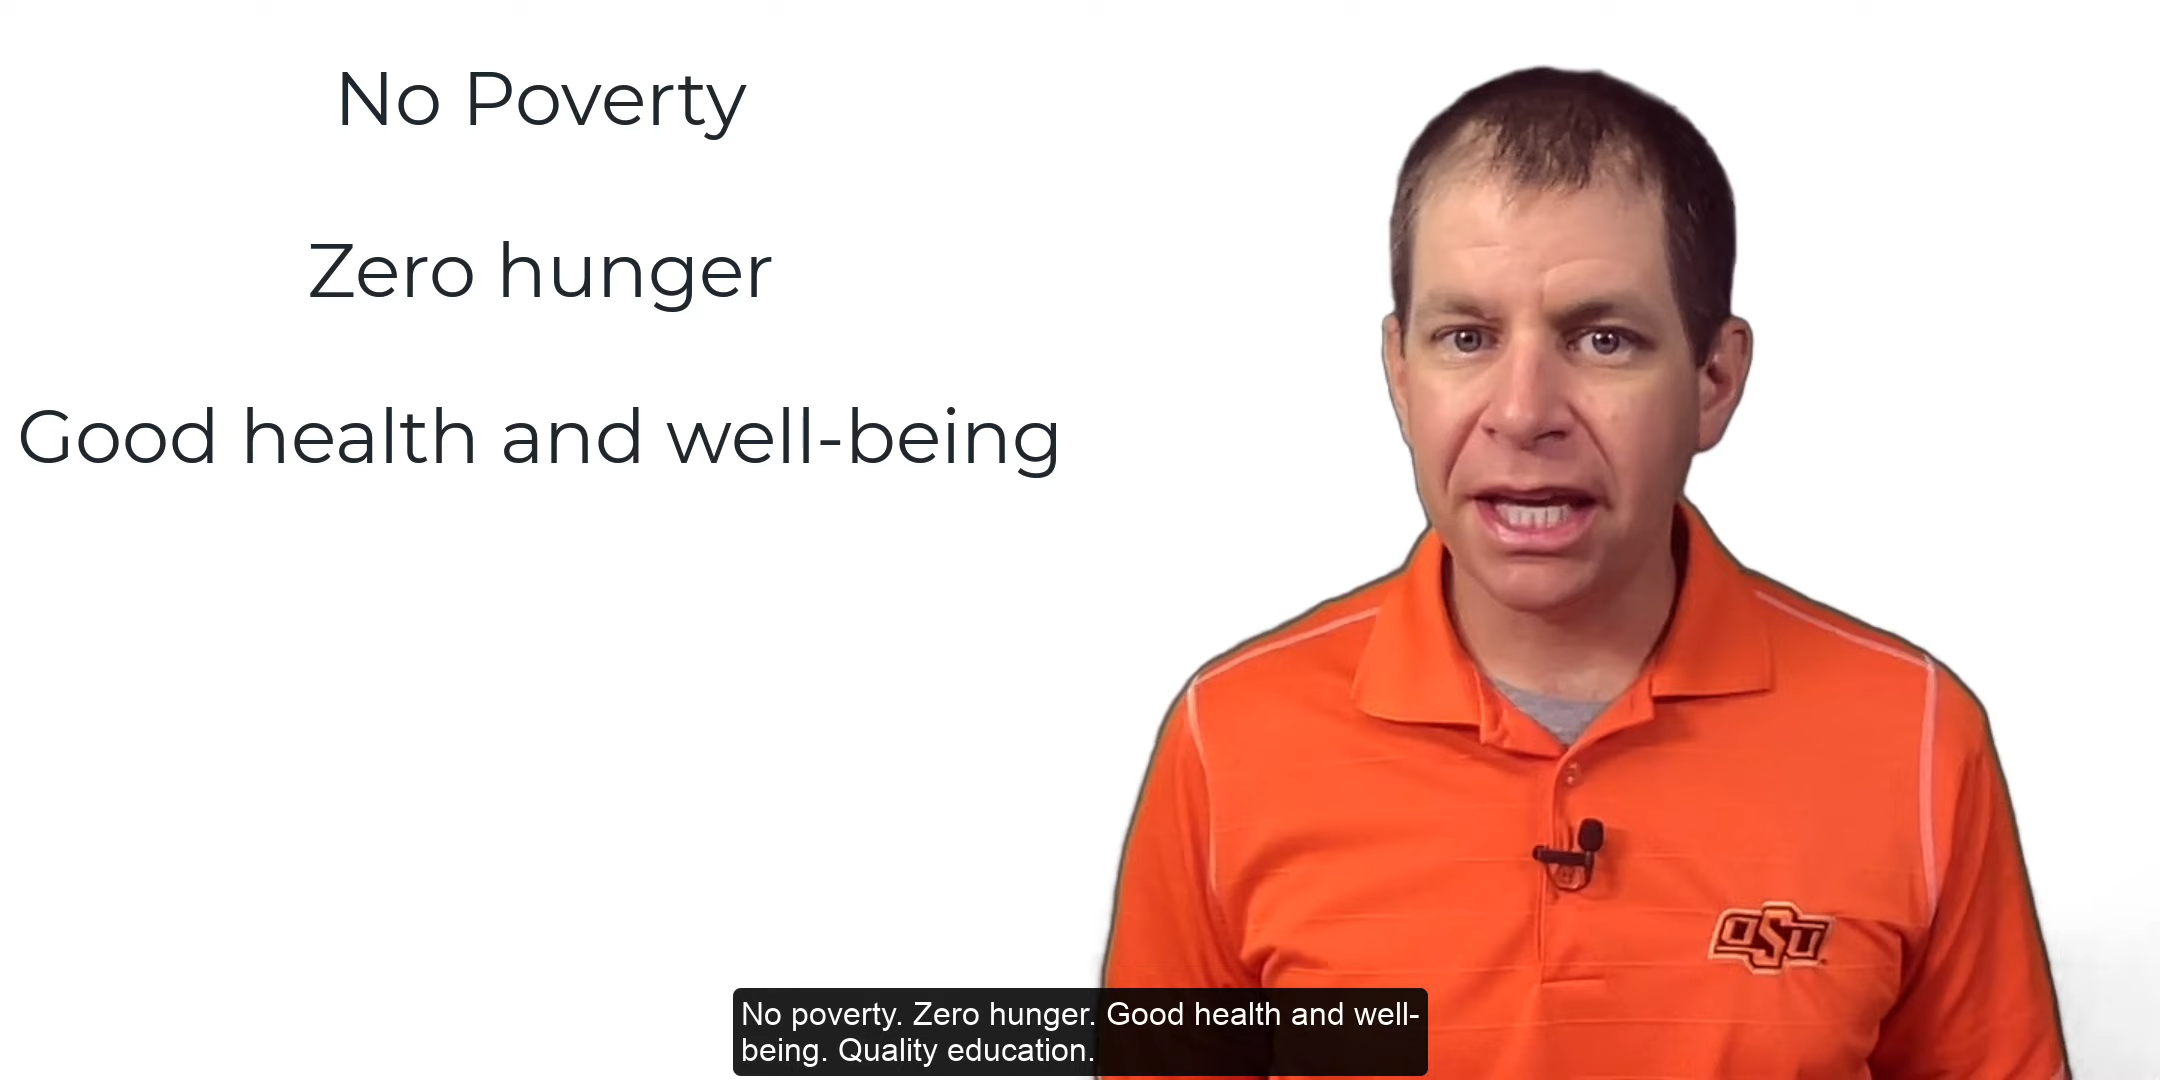 No Poverty
Zero hunger
Good health and well-being
OSU
No poverty. Zero hunger. Good health and well-
being. Quality education.